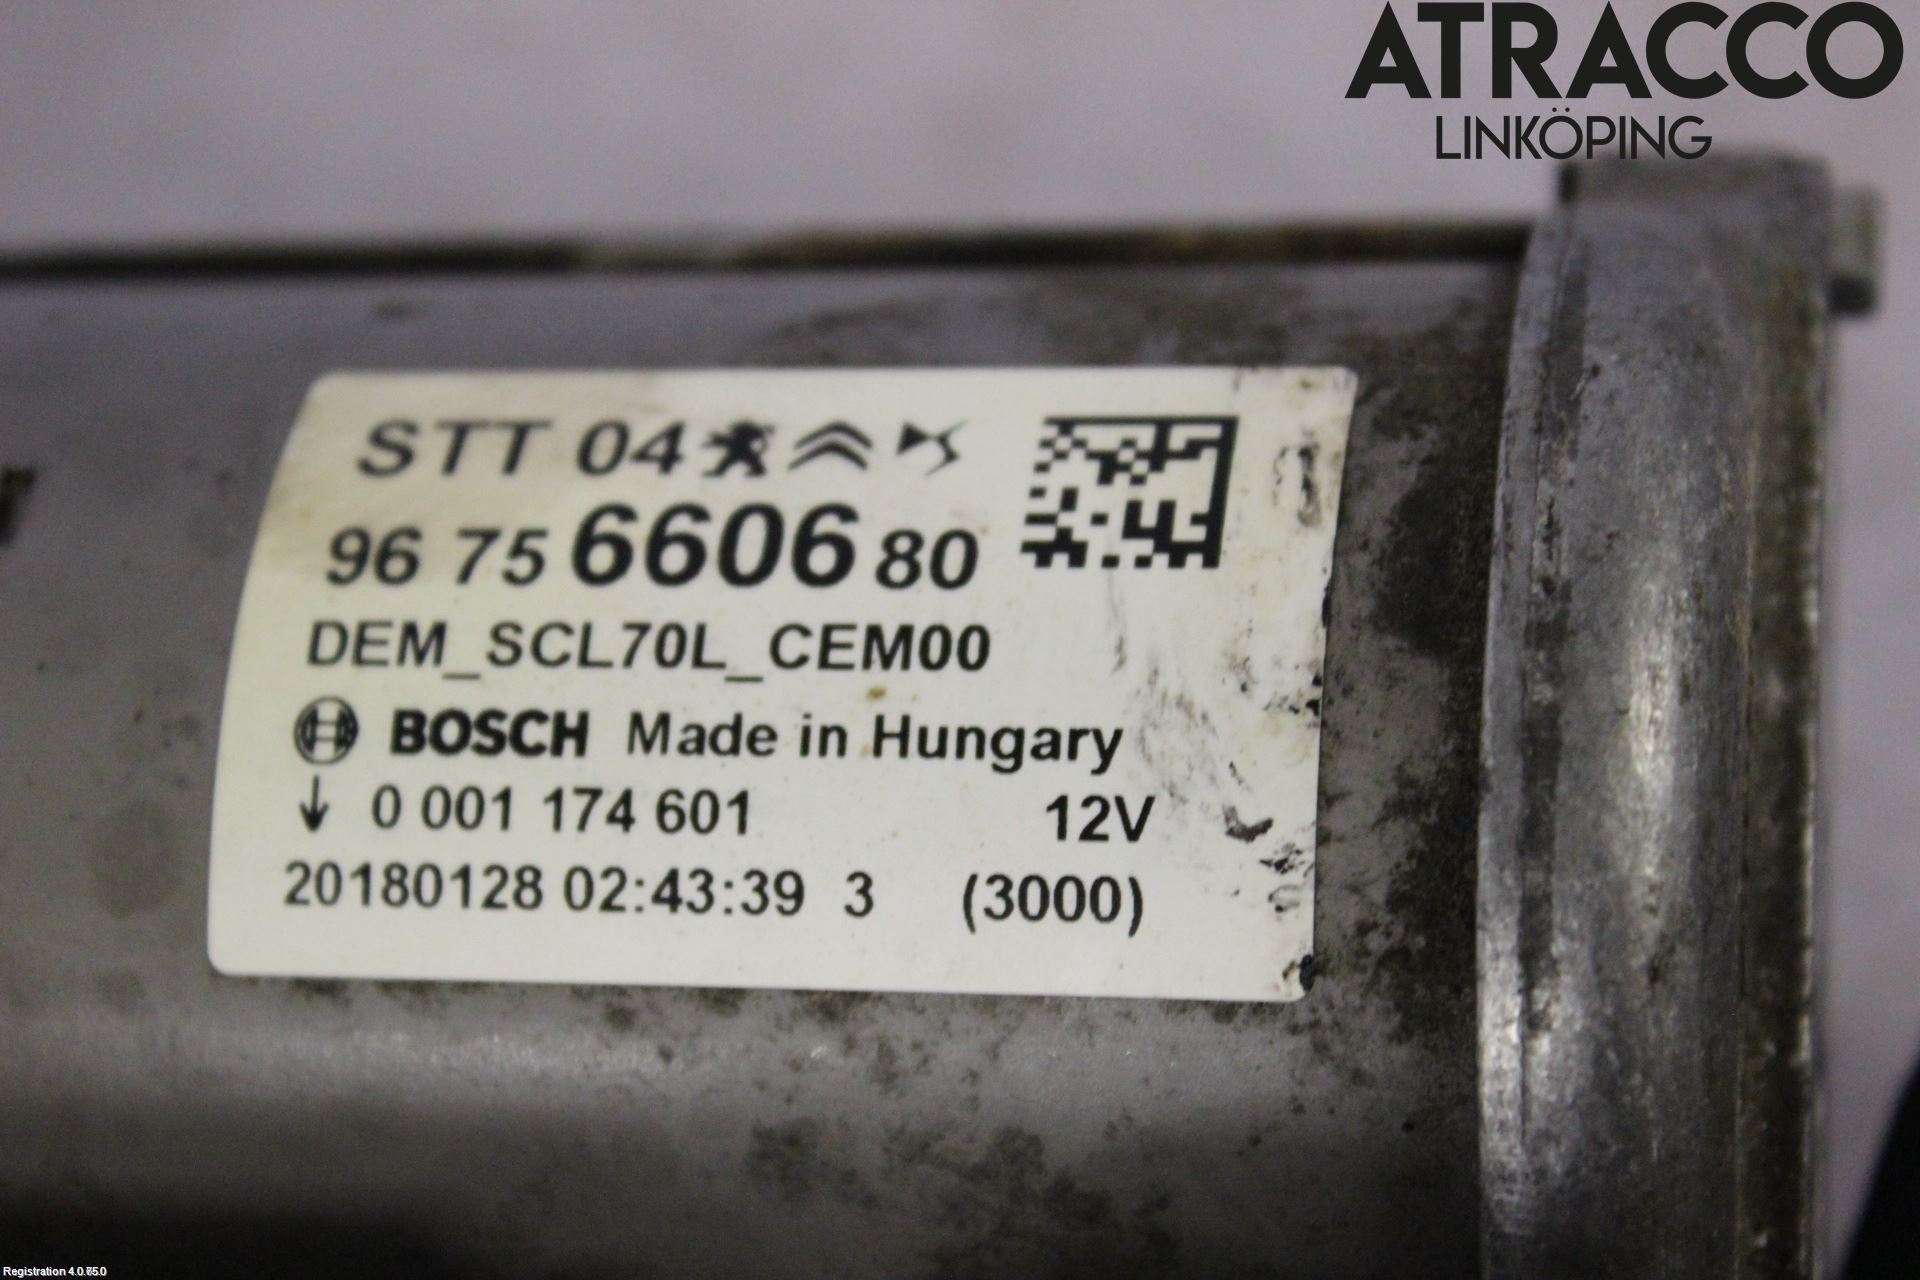 ATRACCO
LINKÖPING
STT 04
96 75 6606 80
DEM_SCL70L_CEM00
BOSCH Made in Hungary
0 001 174 601 12V
20180128 02:43:39 3 (3000)
Registration